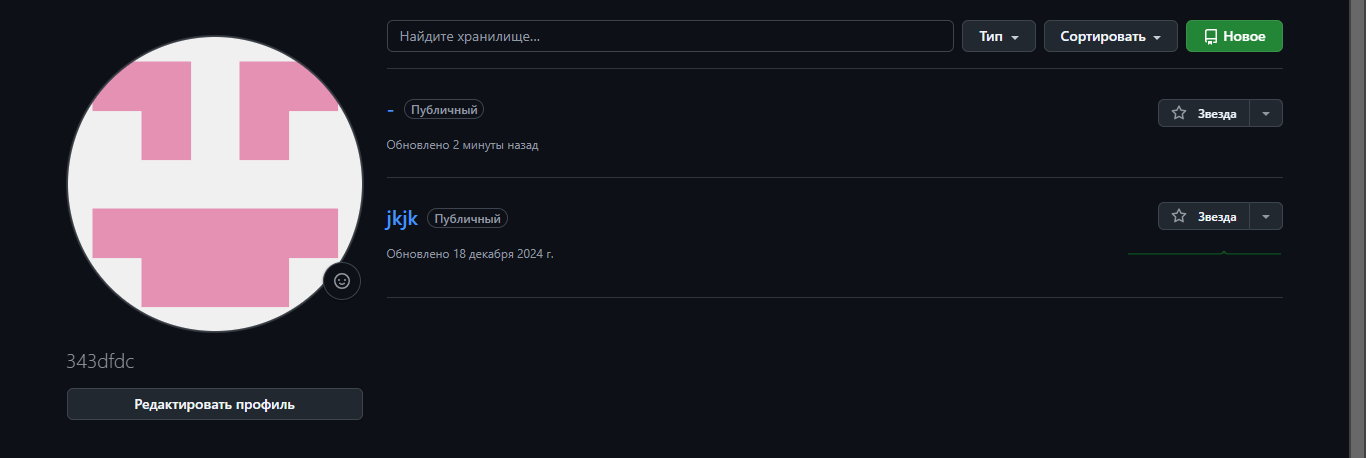 Найдите хранилище...
Тип
Сортировать
Новое
- Публичный
Звезда
Обновлено 2 минуты назад
jkjk Публичный
Звезда
Обновлено 18 декабря 2024 г.
343dfdc
Редактировать профиль